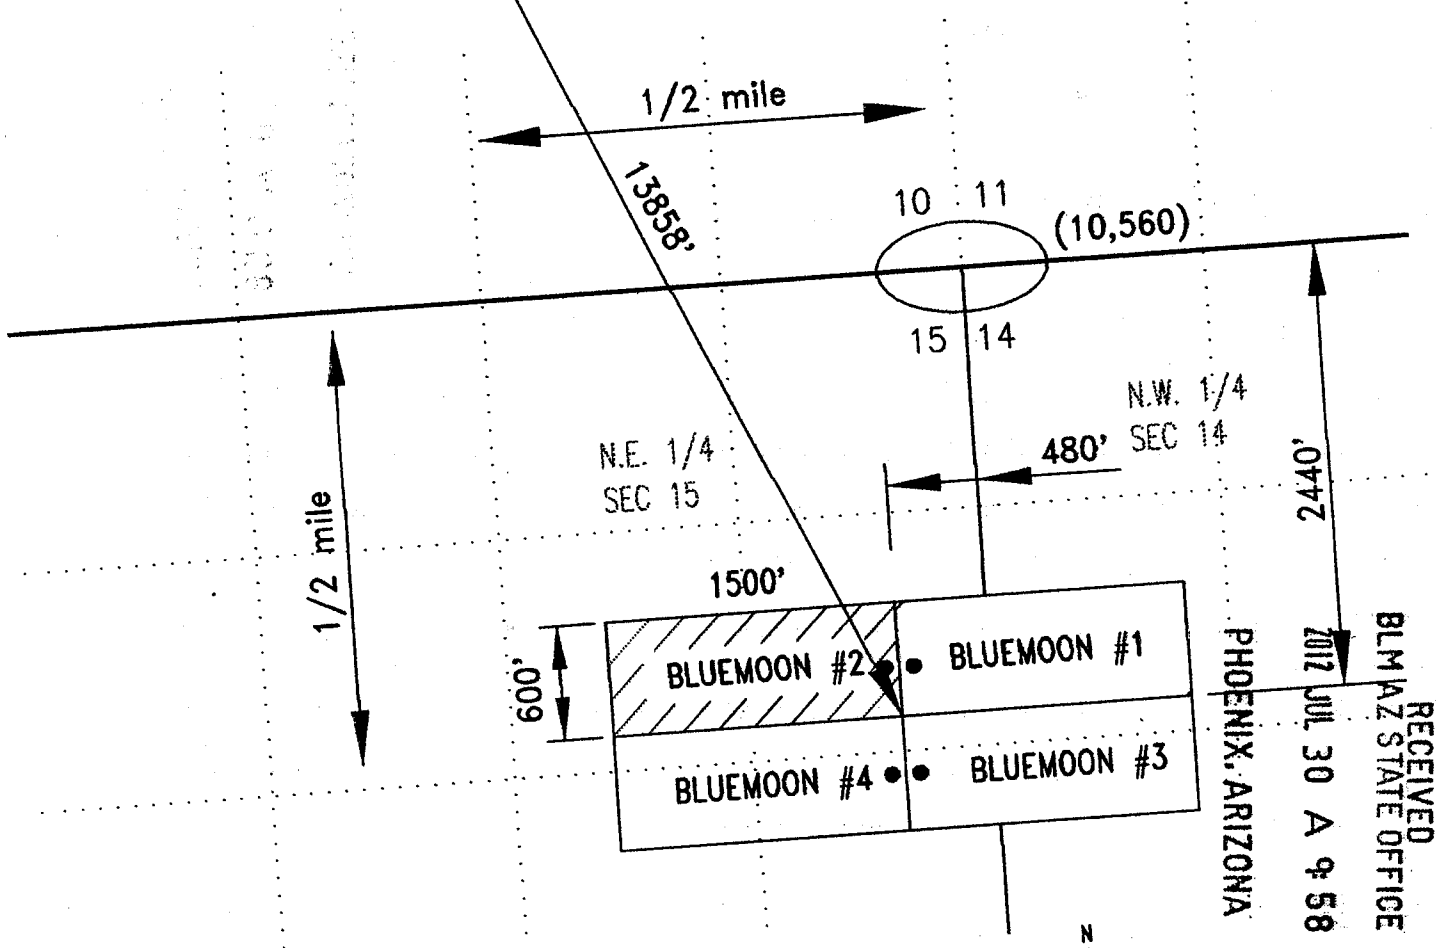 1/2 mile
13858'
10 11
(10,560)
15 14
N.W. 1/4
SEC 14
480'
2440'
N.E. 1/4
SEC 15
1/2 mile
1500'
600'
BLUEMOON #2
BLUEMOON #1
BLUEMOON #4
BLUEMOON #3
RECEIVED
BLM AZ STATE OFFICE
2012 JUL 30 A 9:58
PHOENIX, ARIZONA
N